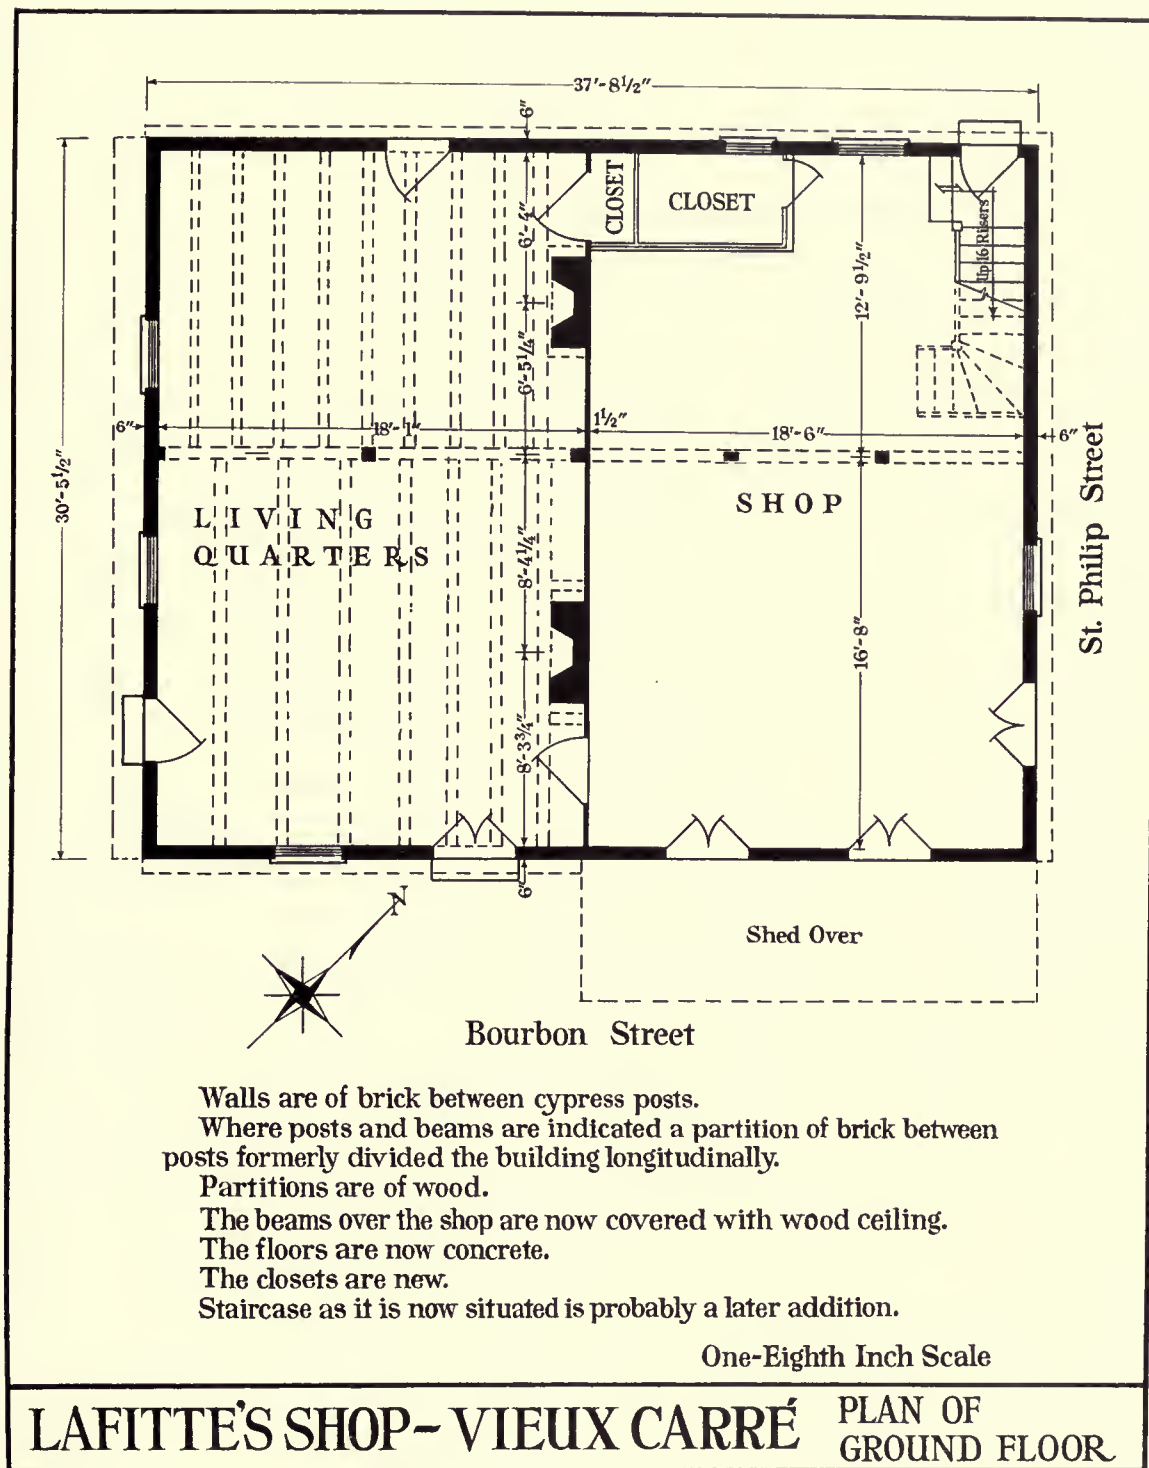 37'-8½"
6"
CLOSET
CLOSET
6'-4"
12'-9½"
Up 16 Risers
6'-5¼"
30'-5½"
6"
18'-1"
1½"
18'-6"
6"
LIVING
QUARTERS
SHOP
St. Philip Street
8'-4¼"
16'-8"
8'-3¾"
6"
N
Shed Over
Bourbon Street
Walls are of brick between cypress posts.
Where posts and beams are indicated a partition of brick between
posts formerly divided the building longitudinally.
Partitions are of wood.
The beams over the shop are now covered with wood ceiling.
The floors are now concrete.
The closets are new.
Staircase as it is now situated is probably a later addition.
One-Eighth Inch Scale
LAFITTE'S SHOP~VIEUX CARRÉ
PLAN OF
GROUND FLOOR